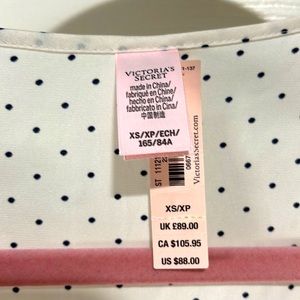 VICTORIA'S
SECRET
made in China/
fabriqué en Chine/
hecho en China/
fabbricato in Cina/
中国制造
XS/XP/ECH/
165/84A
VictoriasSecret.com
XS/XP
UK £89.00
CA $105.95
US $88.00